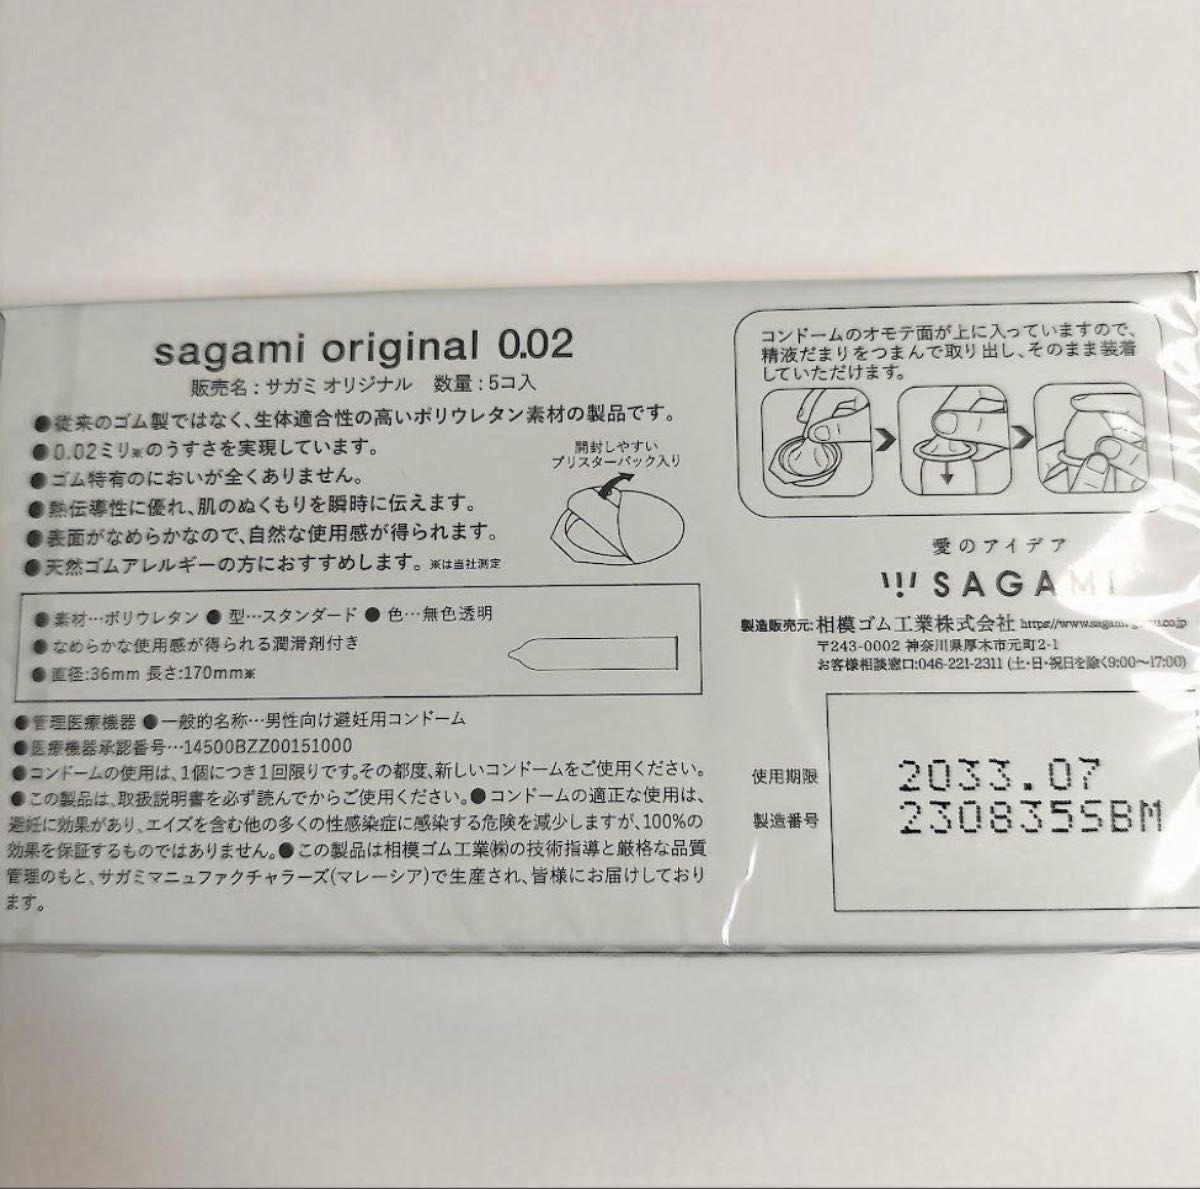 sagami original 0.02
販売名：サガミ オリジナル　数量：5コ入
●従来のゴム製ではなく、生体適合性の高いポリウレタン素材の製品です。
●0.02ミリ※のうすさを実現しています。
●ゴム特有のにおいが全くありません。
●熱伝導性に優れ、肌のぬくもりを瞬時に伝えます。
●表面がなめらかなので、自然な使用感が得られます。
●天然ゴムアレルギーの方におすすめします。※は当社測定
開封しやすい
ブリスターパック入り
●素材…ポリウレタン ●型…スタンダード ●色…無色透明
●なめらかな使用感が得られる潤滑剤付き
●直径:36mm 長さ:170mm※
●管理医療機器 ●一般的名称…男性向け避妊用コンドーム
●医療機器承認番号…14500BZZ00151000
●コンドームの使用は、1個につき1回限りです。その都度、新しいコンドームをご使用ください。
●この製品は、取扱説明書を必ず読んでからご使用ください。●コンドームの適正な使用は、
避妊に効果があり、エイズを含む他の多くの性感染症に感染する危険を減少しますが、100%の
効果を保証するものではありません。●この製品は相模ゴム工業㈱の技術指導と厳格な品質
管理のもと、サガミマニュファクチャラーズ(マレーシア)で生産され、皆様にお届けしており
ます。
コンドームのオモテ面が上に入っていますので、
精液だまりをつまんで取り出し、そのまま装着
していただけます。
愛のアイデア
SAGAMI
製造販売元:相模ゴム工業株式会社 https://www.sagami-gomu.co.jp
〒243-0002 神奈川県厚木市元町2-1
お客様相談窓口:046-221-2311 (土・日・祝日を除く9:00〜17:00)
使用期限 2033.07
製造番号 230835SBM